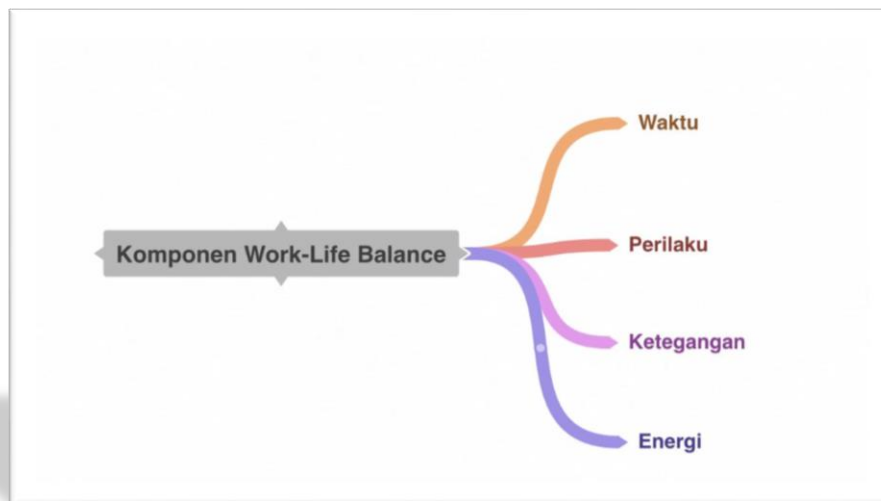 Komponen Work-Life Balance
Waktu
Perilaku
Ketegangan
Energi